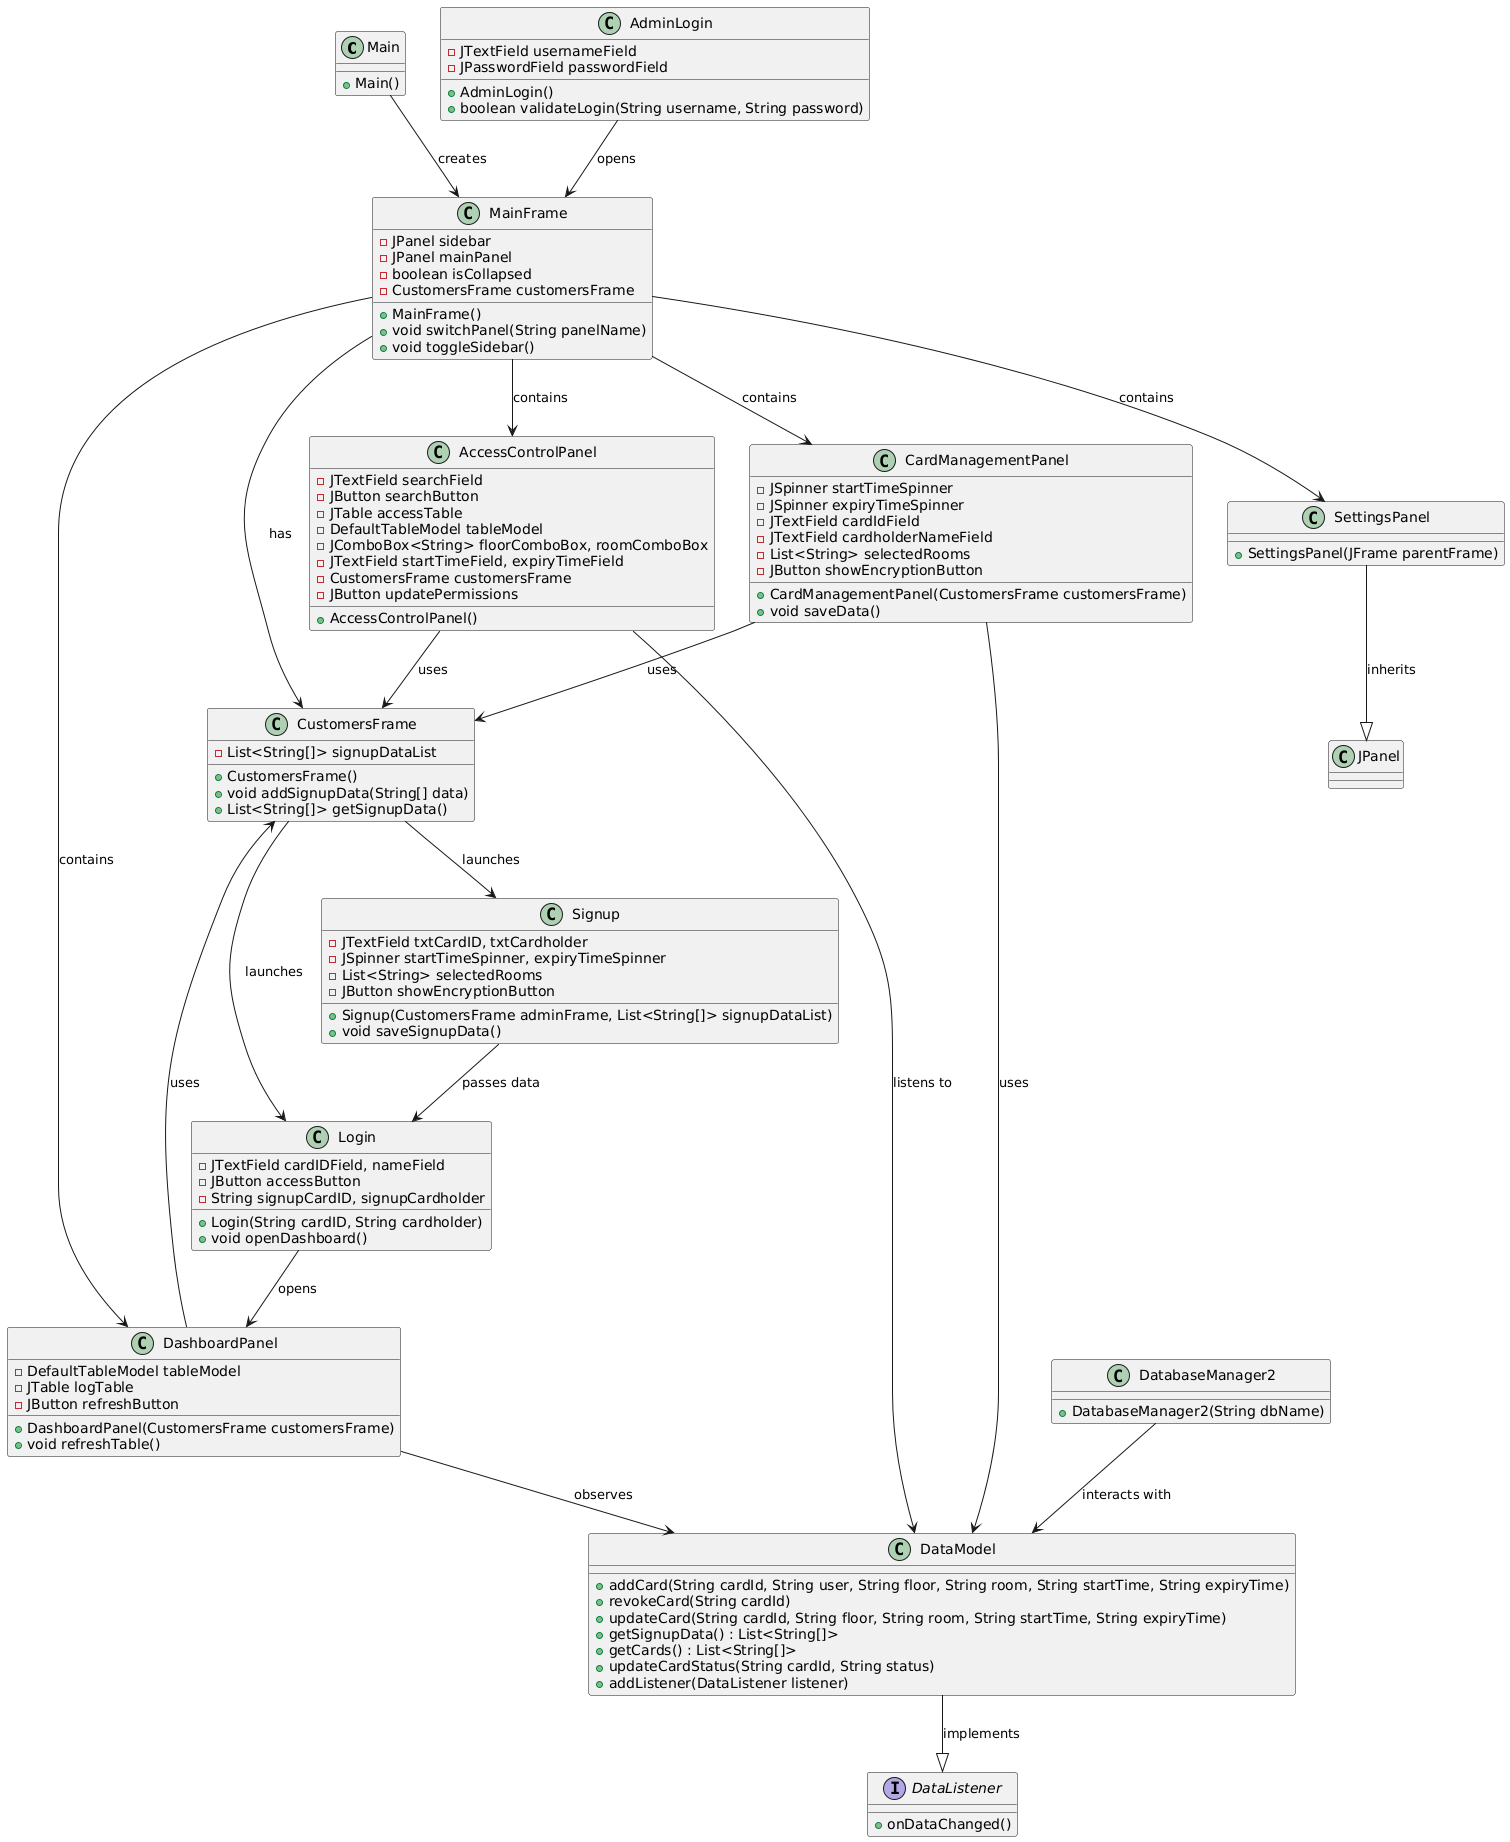 Main
Main()
AdminLogin
JTextField usernameField
JPasswordField passwordField
AdminLogin()
boolean validateLogin(String username, String password)
creates
opens
MainFrame
JPanel sidebar
JPanel mainPanel
boolean isCollapsed
CustomersFrame customersFrame
MainFrame()
void switchPanel(String panelName)
void toggleSidebar()
contains
contains
contains
has
AccessControlPanel
JTextField searchField
JButton searchButton
JTable accessTable
DefaultTableModel tableModel
JComboBox<String> floorComboBox, roomComboBox
JTextField startTimeField, expiryTimeField
CustomersFrame customersFrame
JButton updatePermissions
AccessControlPanel()
CardManagementPanel
JSpinner startTimeSpinner
JSpinner expiryTimeSpinner
JTextField cardIdField
JTextField cardholderNameField
List<String> selectedRooms
JButton showEncryptionButton
CardManagementPanel(CustomersFrame customersFrame)
void saveData()
SettingsPanel
SettingsPanel(JFrame parentFrame)
uses
uses
inherits
CustomersFrame
List<String[]> signupDataList
CustomersFrame()
void addSignupData(String[] data)
List<String[]> getSignupData()
JPanel
contains
launches
Signup
JTextField txtCardID, txtCardholder
JSpinner startTimeSpinner, expiryTimeSpinner
List<String> selectedRooms
JButton showEncryptionButton
Signup(CustomersFrame adminFrame, List<String[]> signupDataList)
void saveSignupData()
launches
uses
passes data
listens to
uses
Login
JTextField cardIDField, nameField
JButton accessButton
String signupCardID, signupCardholder
Login(String cardID, String cardholder)
void openDashboard()
opens
DashboardPanel
DefaultTableModel tableModel
JTable logTable
JButton refreshButton
DashboardPanel(CustomersFrame customersFrame)
void refreshTable()
DatabaseManager2
DatabaseManager2(String dbName)
observes
interacts with
DataModel
addCard(String cardId, String user, String floor, String room, String startTime, String expiryTime)
revokeCard(String cardId)
updateCard(String cardId, String floor, String room, String startTime, String expiryTime)
getSignupData() : List<String[]>
getCards() : List<String[]>
updateCardStatus(String cardId, String status)
addListener(DataListener listener)
implements
DataListener
onDataChanged()